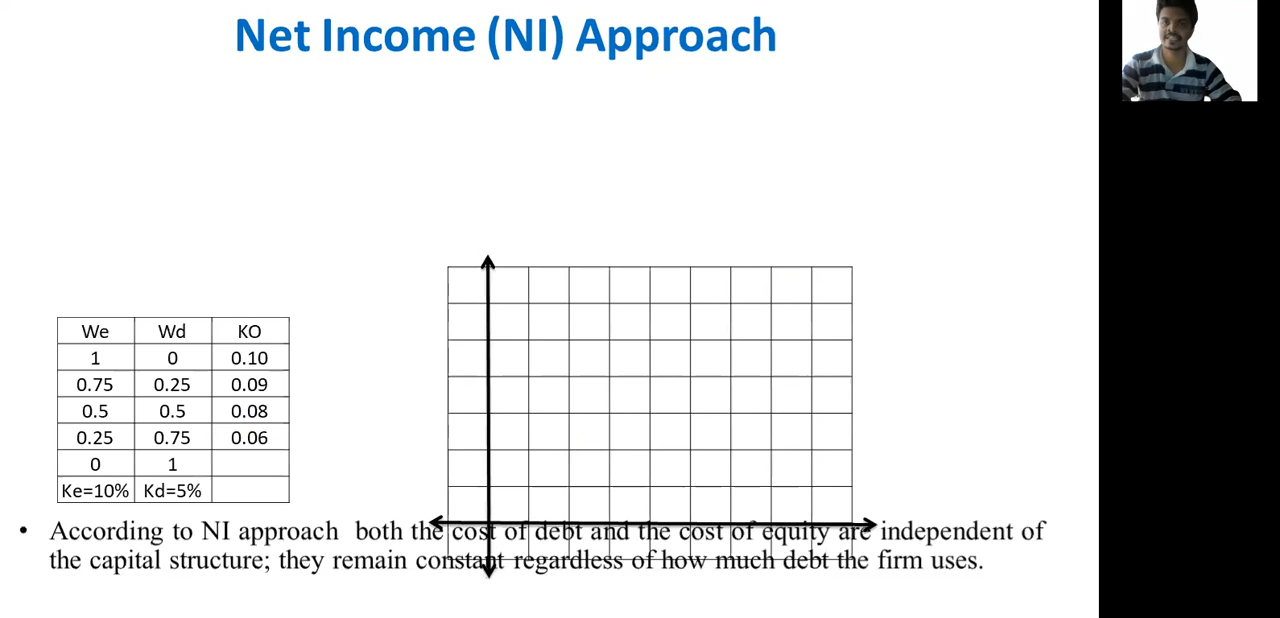 Net Income (NI) Approach
We Wd KO
1 0 0.10
0.75 0.25 0.09
0.5 0.5 0.08
0.25 0.75 0.06
0 1
Ke=10% Kd=5%
• According to NI approach both the cost of debt and the cost of equity are independent of
the capital structure; they remain constant regardless of how much debt the firm uses.